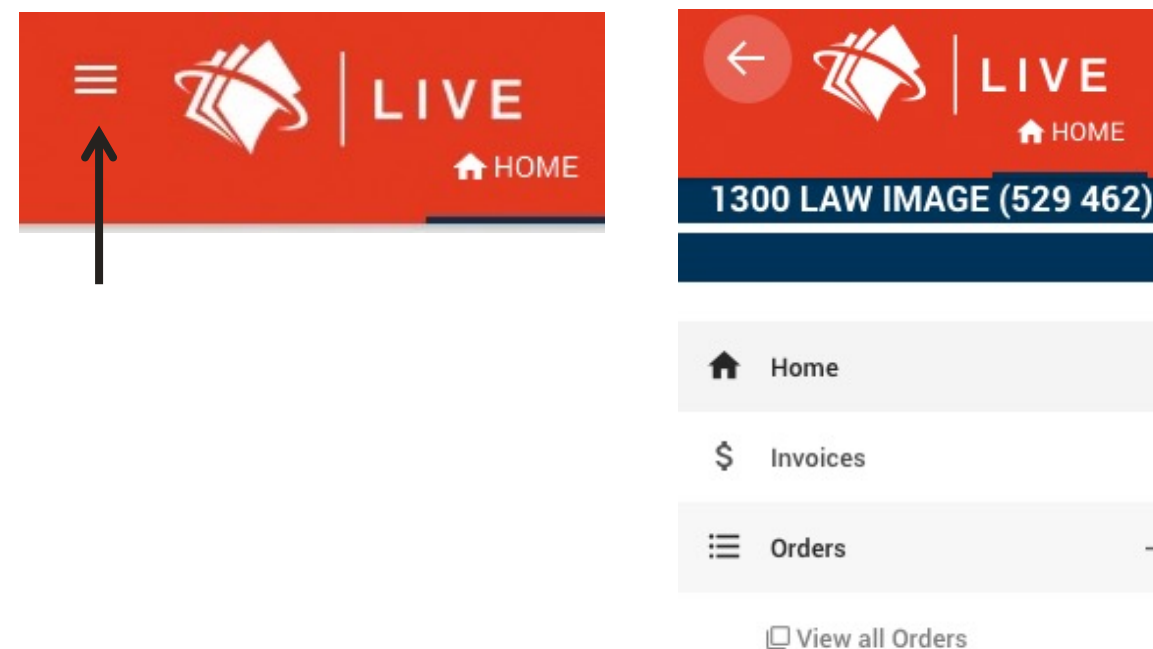 LIVE
HOME
LIVE
HOME
1300 LAW IMAGE (529 462)
Home
$ Invoices
Orders
View all Orders